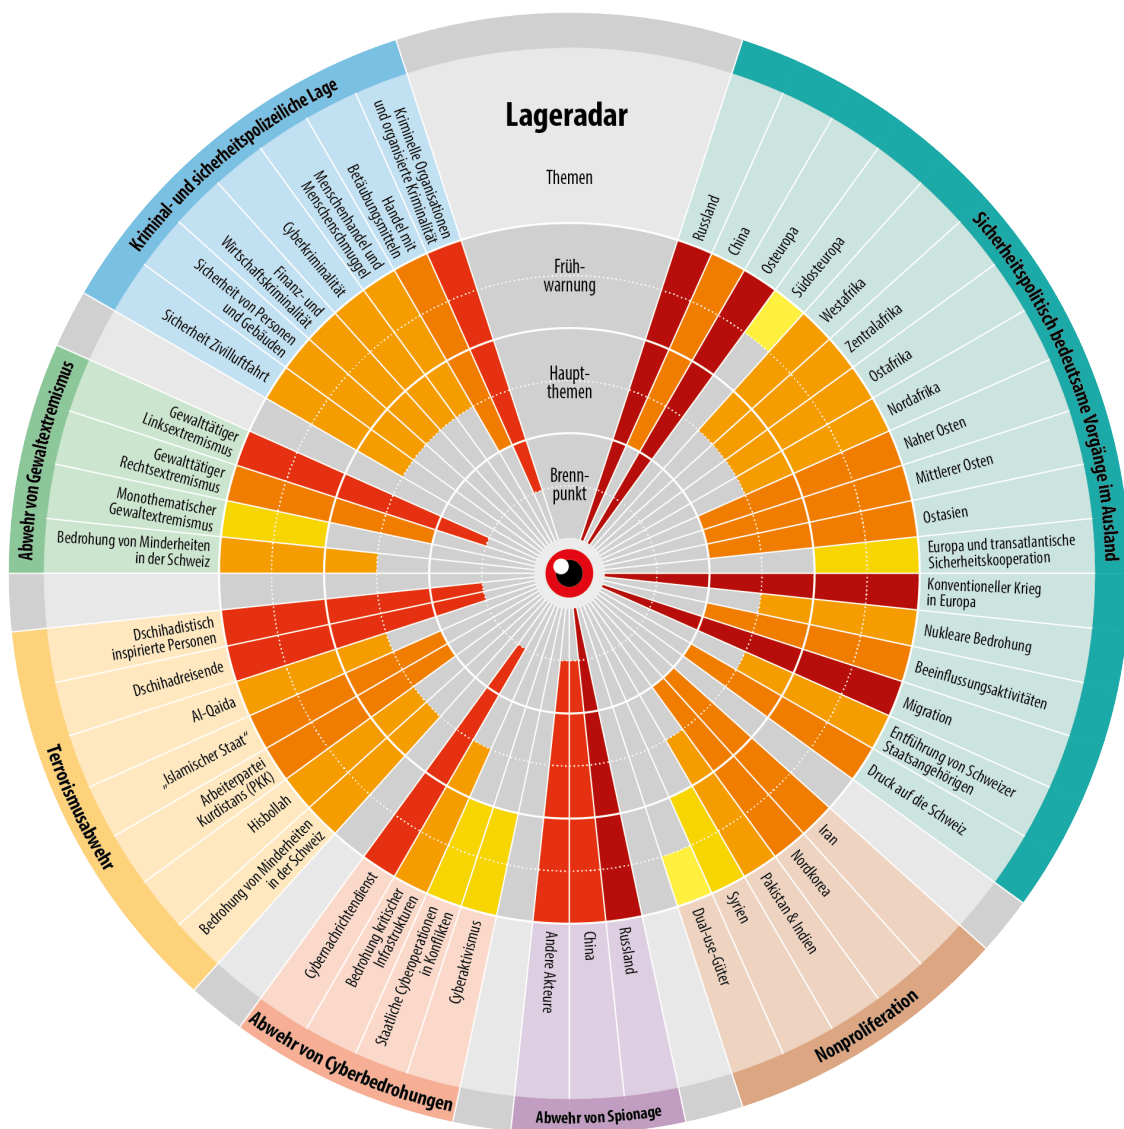 Lageradar
Themen
Früh-
warnung
Haupt-
themen
Brenn-
punkt
Sicherheitspolitisch bedeutsame Vorgänge im Ausland
Russland
China
Osteuropa
Südosteuropa
Westafrika
Zentralafrika
Ostafrika
Nordafrika
Naher Osten
Mittlerer Osten
Ostasien
Europa und transatlantische
Sicherheitskooperation
Konventioneller Krieg
in Europa
Nukleare Bedrohung
Beeinflussungsaktivitäten
Migration
Entführung von Schweizer
Staatsangehörigen
Druck auf die Schweiz
Nonproliferation
Iran
Nordkorea
Pakistan & Indien
Syrien
Dual-use-Güter
Abwehr von Spionage
Russland
China
Andere Akteure
Abwehr von Cyberbedrohungen
Cyberaktivismus
Staatliche Cyberoperationen
in Konflikten
Bedrohung kritischer
Infrastrukturen
Cybernachrichtendienst
Terrorismusabwehr
Bedrohung von Minderheiten
in der Schweiz
Hisbollah
Arbeiterpartei
Kurdistans (PKK)
„Islamischer Staat“
Al-Qaida
Dschihadreisende
Dschihadistisch
inspirierte Personen
Abwehr von Gewaltextremismus
Bedrohung von Minderheiten
in der Schweiz
Monothematischer
Gewaltextremismus
Gewalttätiger
Rechtsextremismus
Gewalttätiger
Linksextremismus
Kriminal- und sicherheitspolizeiliche Lage
Sicherheit Zivilluftfahrt
Sicherheit von Personen
und Gebäuden
Finanz- und
Wirtschaftskriminalität
Cyberkriminalität
Menschenhandel und
Menschenschmuggel
Handel mit
Betäubungsmitteln
Kriminelle Organisationen
und organisierte Kriminalität